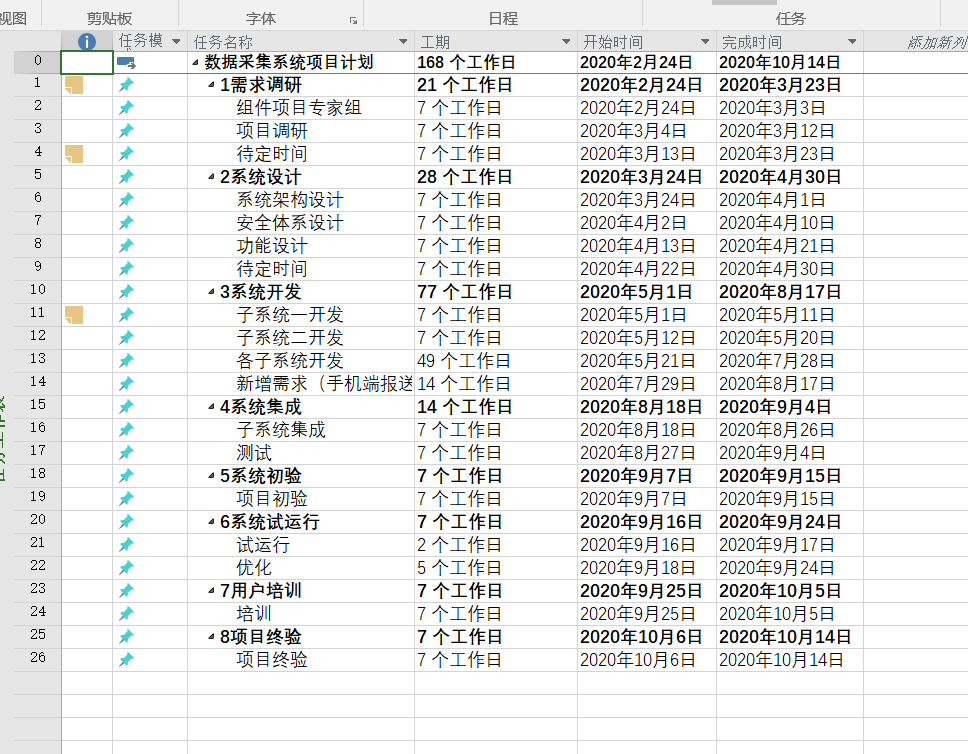 视图 剪贴板 字体 日程 任务
任务模 任务名称 工期 开始时间 完成时间 添加新列
0 数据采集系统项目计划 168 个工作日 2020年2月24日 2020年10月14日
1 1需求调研 21 个工作日 2020年2月24日 2020年3月23日
2 组件项目专家组 7 个工作日 2020年2月24日 2020年3月3日
3 项目调研 7 个工作日 2020年3月4日 2020年3月12日
4 待定时间 7 个工作日 2020年3月13日 2020年3月23日
5 2系统设计 28 个工作日 2020年3月24日 2020年4月30日
6 系统架构设计 7 个工作日 2020年3月24日 2020年4月1日
7 安全体系设计 7 个工作日 2020年4月2日 2020年4月10日
8 功能设计 7 个工作日 2020年4月13日 2020年4月21日
9 待定时间 7 个工作日 2020年4月22日 2020年4月30日
10 3系统开发 77 个工作日 2020年5月1日 2020年8月17日
11 子系统一开发 7 个工作日 2020年5月1日 2020年5月11日
12 子系统二开发 7 个工作日 2020年5月12日 2020年5月20日
13 各子系统开发 49 个工作日 2020年5月21日 2020年7月28日
14 新增需求（手机端报送 14 个工作日 2020年7月29日 2020年8月17日
15 4系统集成 14 个工作日 2020年8月18日 2020年9月4日
16 子系统集成 7 个工作日 2020年8月18日 2020年8月26日
17 测试 7 个工作日 2020年8月27日 2020年9月4日
18 5系统初验 7 个工作日 2020年9月7日 2020年9月15日
19 项目初验 7 个工作日 2020年9月7日 2020年9月15日
20 6系统试运行 7 个工作日 2020年9月16日 2020年9月24日
21 试运行 2 个工作日 2020年9月16日 2020年9月17日
22 优化 5 个工作日 2020年9月18日 2020年9月24日
23 7用户培训 7 个工作日 2020年9月25日 2020年10月5日
24 培训 7 个工作日 2020年9月25日 2020年10月5日
25 8项目终验 7 个工作日 2020年10月6日 2020年10月14日
26 项目终验 7 个工作日 2020年10月6日 2020年10月14日